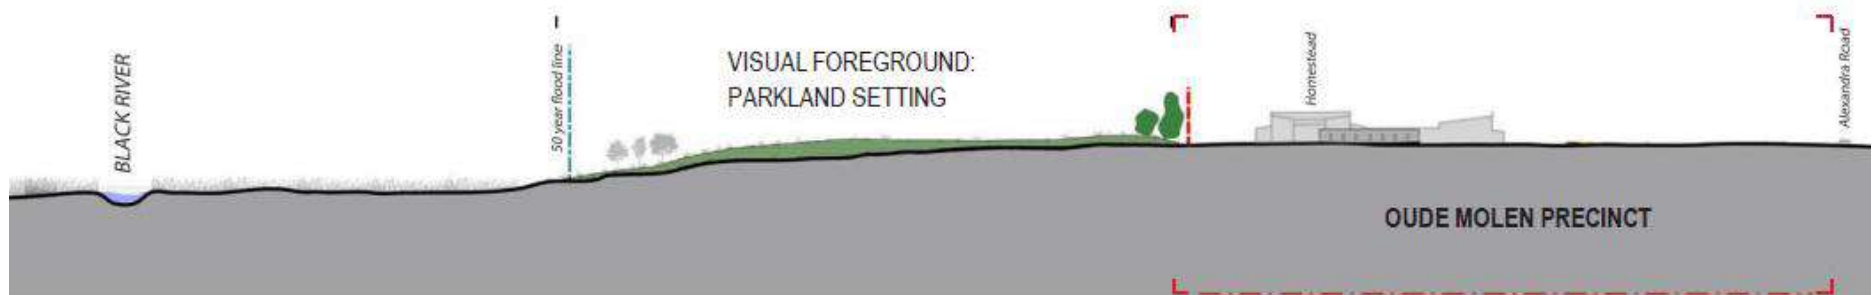 BLACK RIVER
50 year flood line
VISUAL FOREGROUND:
PARKLAND SETTING
Homestead
Alexandra Road
OUDE MOLEN PRECINCT